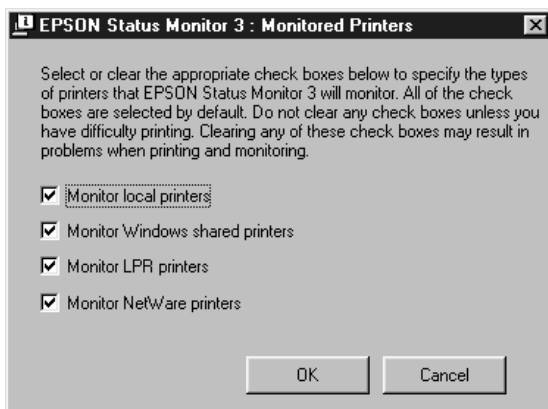 EPSON Status Monitor 3 : Monitored Printers
Select or clear the appropriate check boxes below to specify the types
of printers that EPSON Status Monitor 3 will monitor. All of the check
boxes are selected by default. Do not clear any check boxes unless you
have difficulty printing. Clearing any of these check boxes may result in
problems when printing and monitoring.
Monitor local printers
Monitor Windows shared printers
Monitor LPR printers
Monitor NetWare printers
OK
Cancel